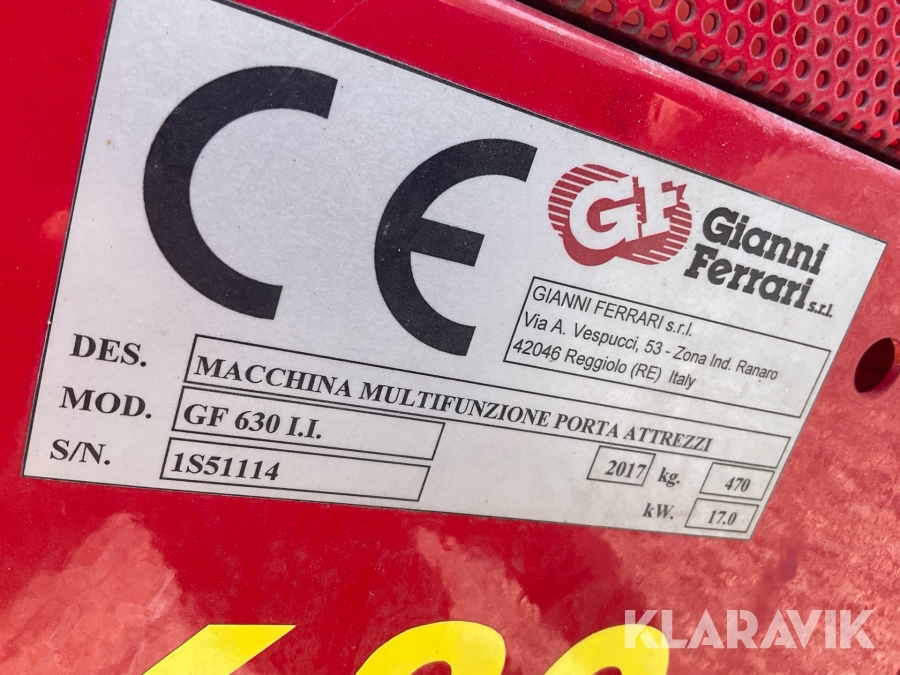 CE
GF Gianni
Ferrari s.r.l.
GIANNI FERRARI s.r.l.
Via A. Vespucci, 53 - Zona Ind. Ranaro
42046 Reggiolo (RE) Italy
DES. MACCHINA MULTIFUNZIONE PORTA ATTREZZI
MOD. GF 630 I.I. 2017 kg. 470
S/N. 1S51114 kW. 17.0
KLARAVIK